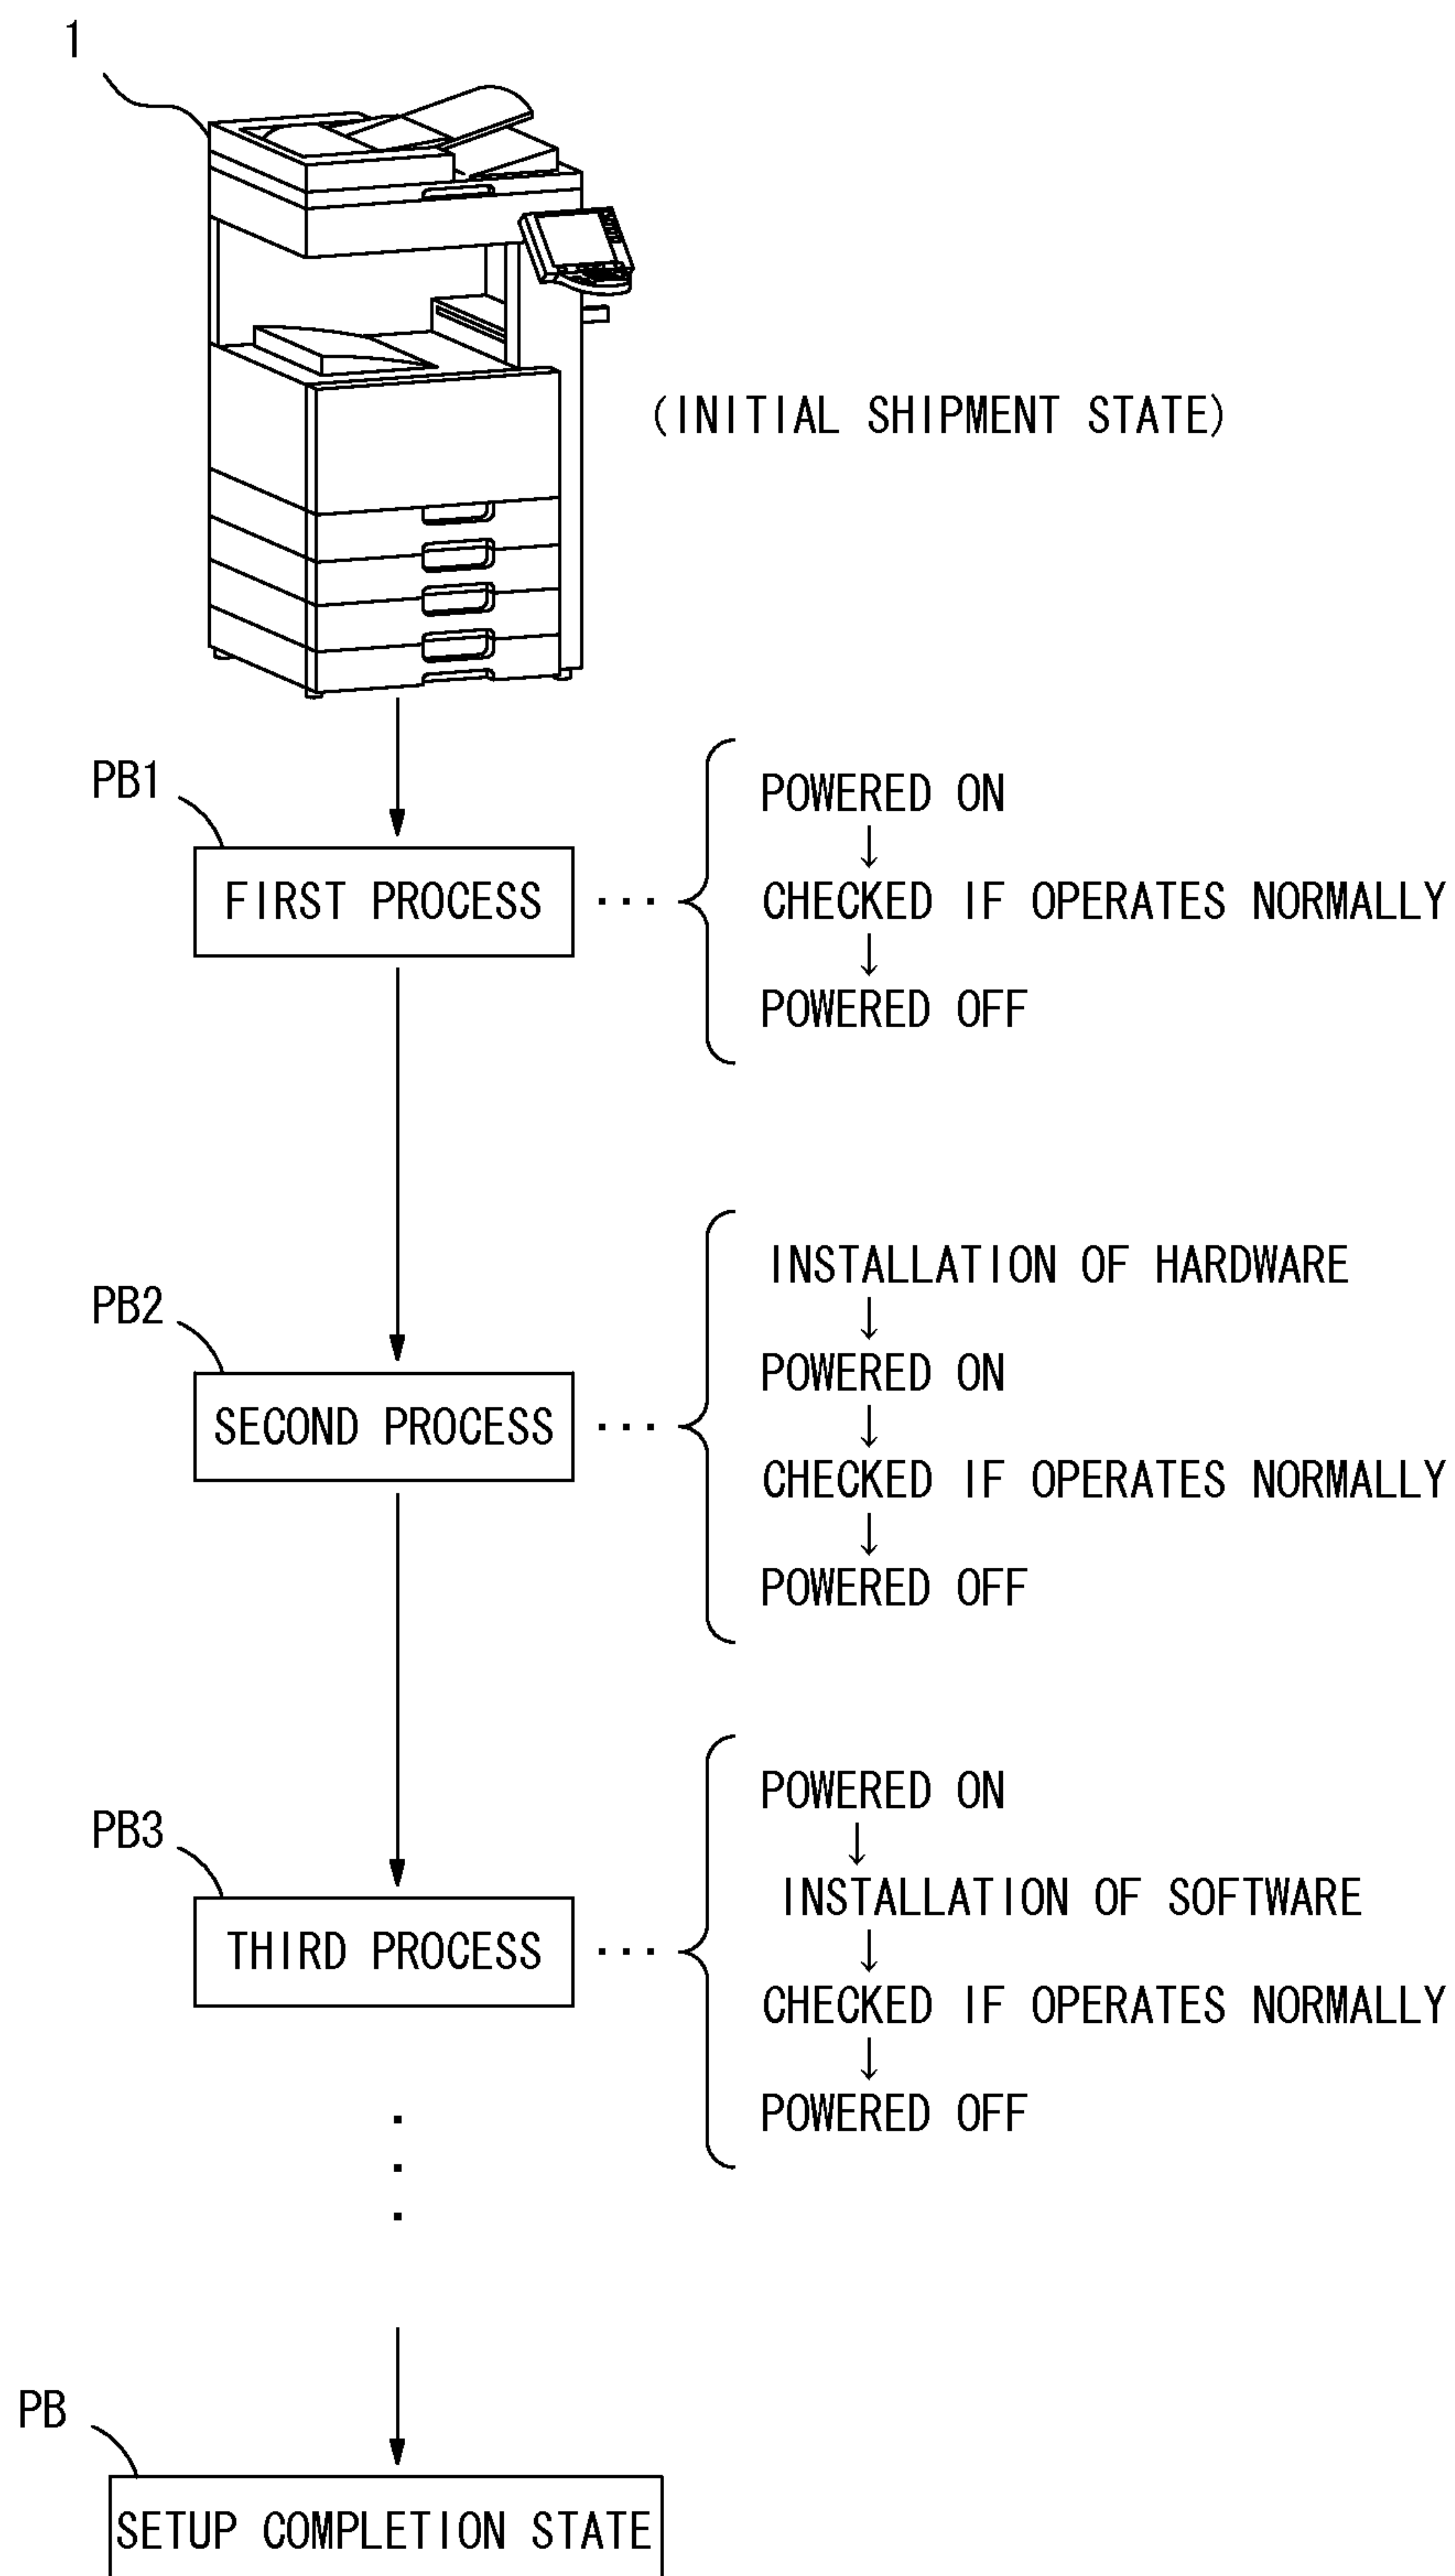 1
(INITIAL SHIPMENT STATE)
PB1
FIRST PROCESS
...
POWERED ON
↓
CHECKED IF OPERATES NORMALLY
↓
POWERED OFF
PB2
SECOND PROCESS
...
INSTALLATION OF HARDWARE
↓
POWERED ON
↓
CHECKED IF OPERATES NORMALLY
↓
POWERED OFF
PB3
THIRD PROCESS
...
POWERED ON
↓
INSTALLATION OF SOFTWARE
↓
CHECKED IF OPERATES NORMALLY
↓
POWERED OFF
PB
SETUP COMPLETION STATE